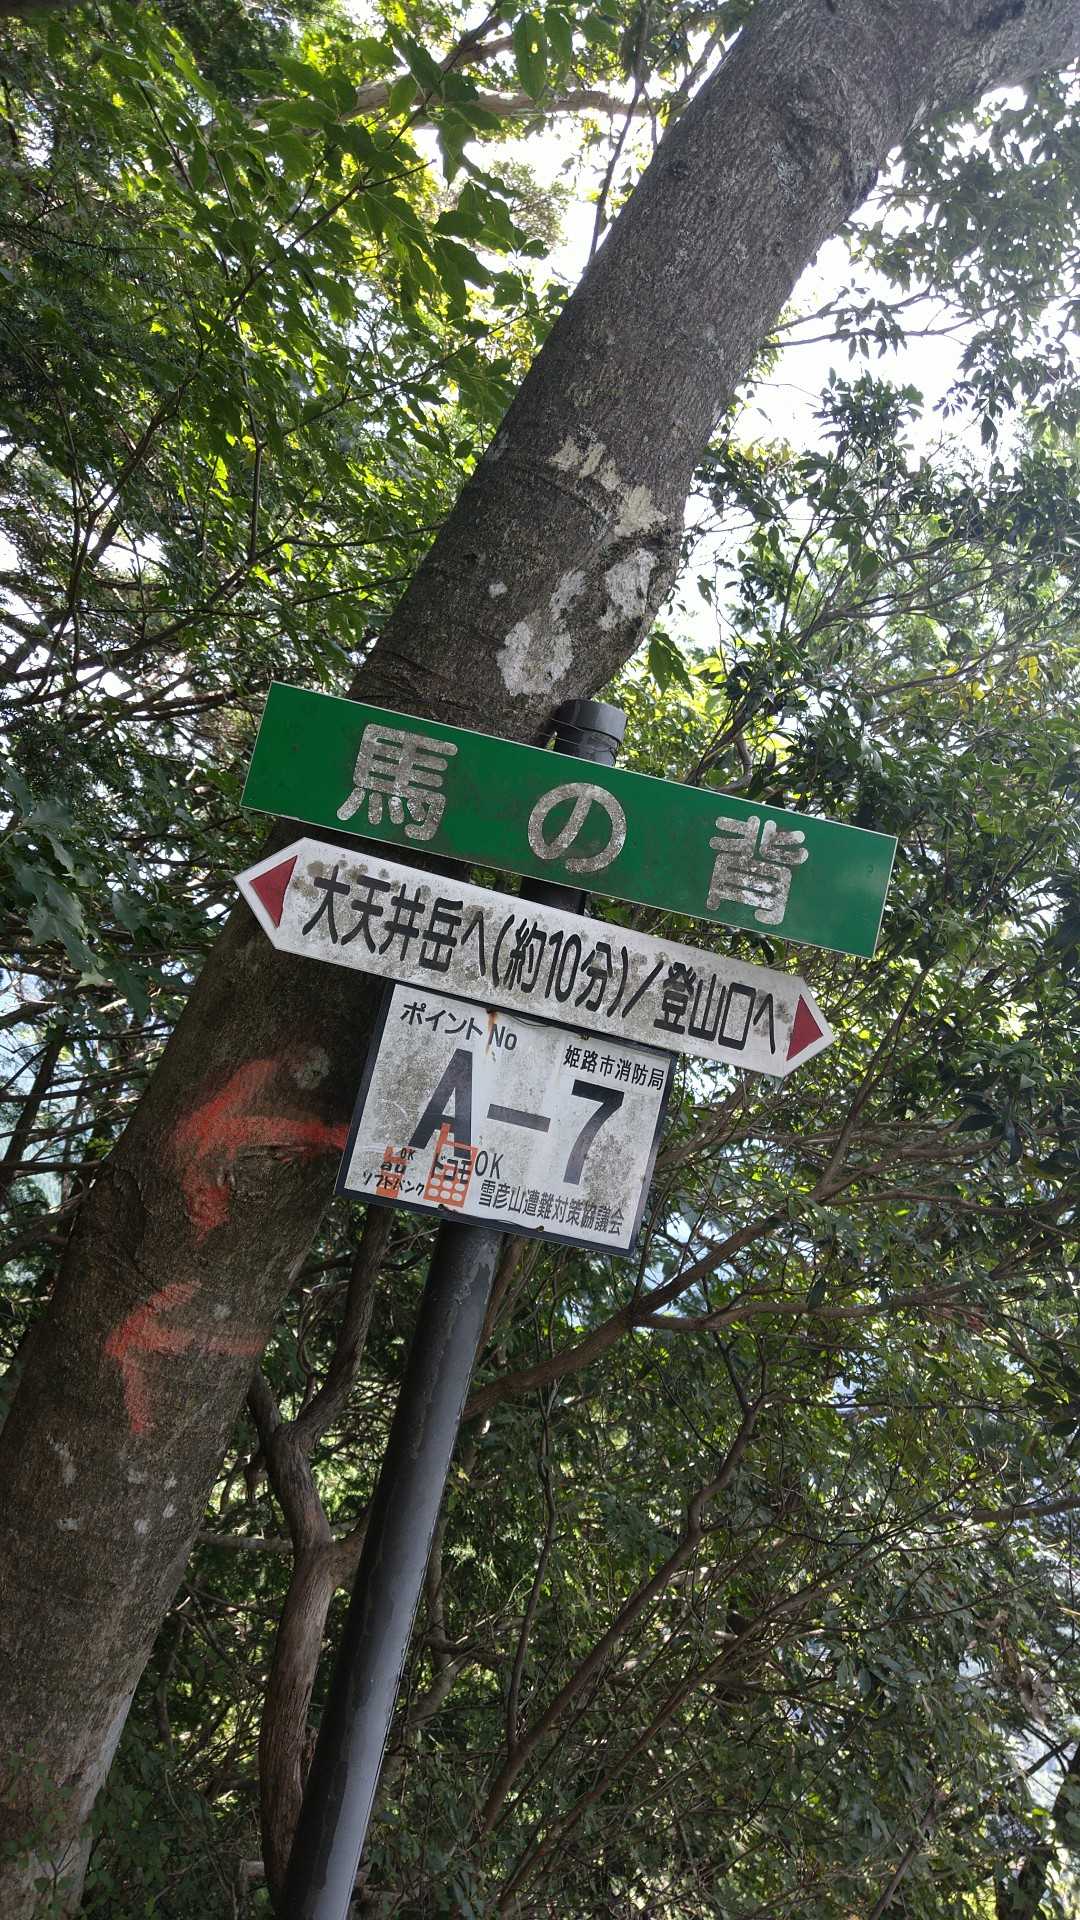 馬の背
大天井岳へ(約10分)/登山口へ
ポイントNo
姫路市消防局
A-7
OK
au ドコモOK
ソフトバンク
雪彦山遭難対策協議会